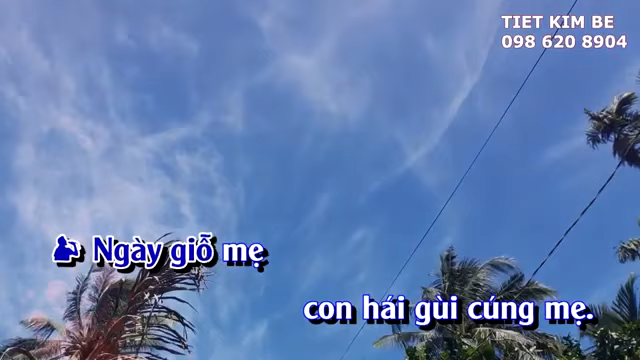 TIET KIM BE
098 620 8904
Ngày giỗ mẹ
con hái gùi cúng mẹ.